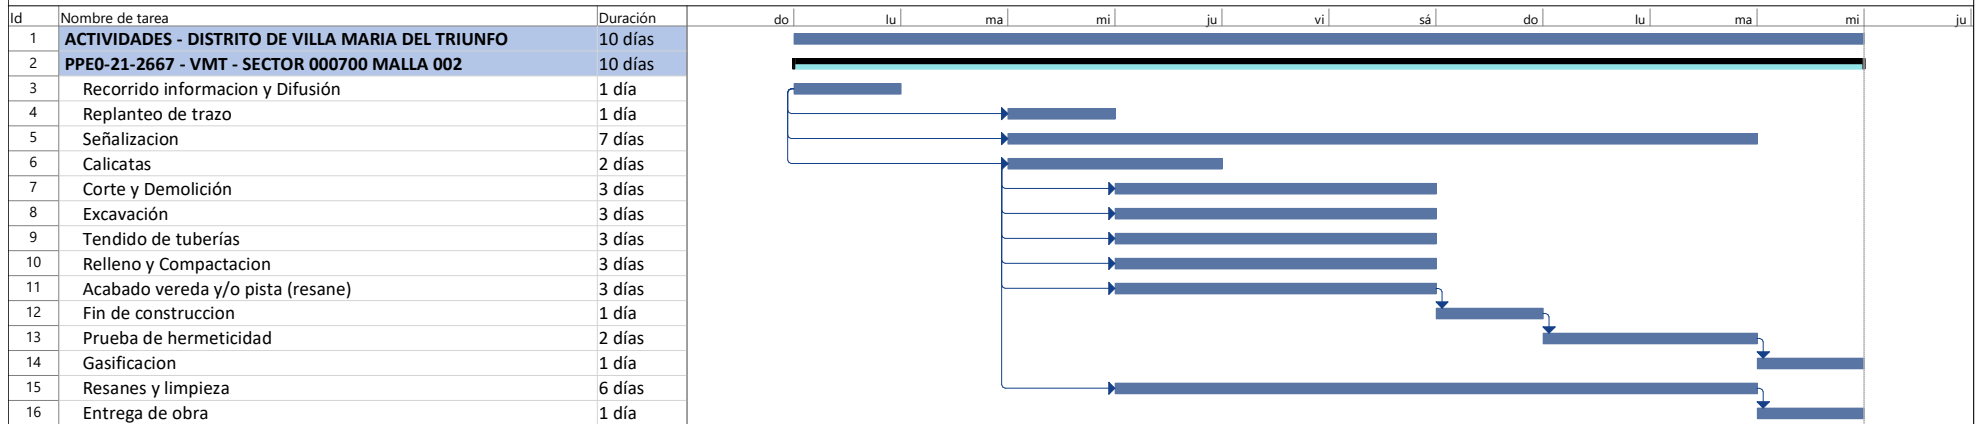 Id Nombre de tarea Duración do lu ma mi ju vi sá do lu ma mi ju
1 ACTIVIDADES - DISTRITO DE VILLA MARIA DEL TRIUNFO 10 días
2 PPE0-21-2667 - VMT - SECTOR 000700 MALLA 002 10 días
3 Recorrido informacion y Difusión 1 día
4 Replanteo de trazo 1 día
5 Señalizacion 7 días
6 Calicatas 2 días
7 Corte y Demolición 3 días
8 Excavación 3 días
9 Tendido de tuberías 3 días
10 Relleno y Compactacion 3 días
11 Acabado vereda y/o pista (resane) 3 días
12 Fin de construccion 1 día
13 Prueba de hermeticidad 2 días
14 Gasificacion 1 día
15 Resanes y limpieza 6 días
16 Entrega de obra 1 día